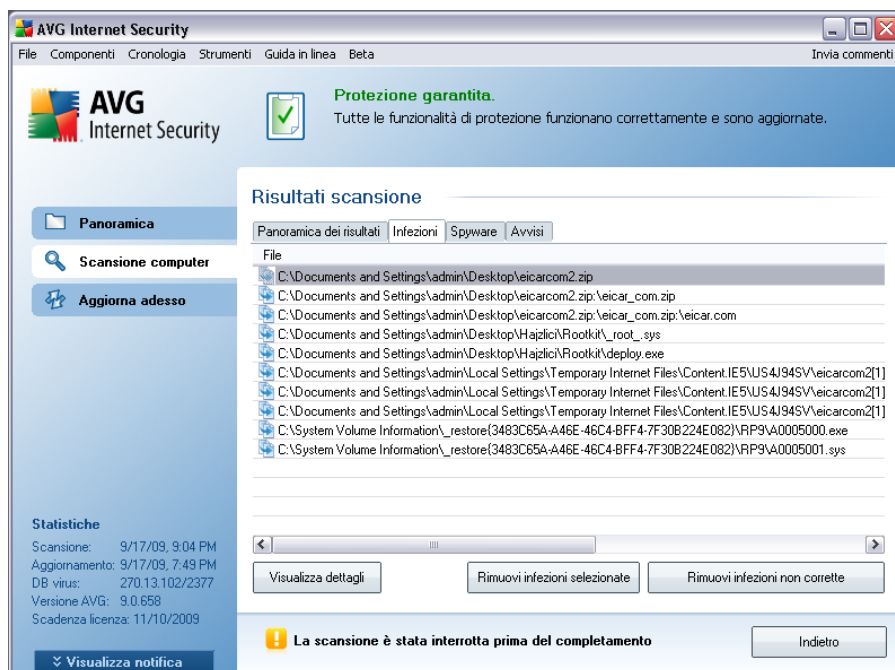 AVG Internet Security
File Componenti Cronologia Strumenti Guida in linea Beta Invia commenti
AVG
Internet Security
Protezione garantita.
Tutte le funzionalità di protezione funzionano correttamente e sono aggiornate.
Panoramica
Scansione computer
Aggiorna adesso
Risultati scansione
Panoramica dei risultati Infezioni Spyware Avvisi
File
C:\Documents and Settings\admin\Desktop\eicarcom2.zip
C:\Documents and Settings\admin\Desktop\eicarcom2.zip:\eicar_com.zip
C:\Documents and Settings\admin\Desktop\eicarcom2.zip:\eicar_com.zip:\eicar.com
C:\Documents and Settings\admin\Desktop\Hajzlici\Rootkit\_root_.sys
C:\Documents and Settings\admin\Desktop\Hajzlici\Rootkit\deploy.exe
C:\Documents and Settings\admin\Local Settings\Temporary Internet Files\Content.IE5\US4J94SV\eicarcom2[1]
C:\Documents and Settings\admin\Local Settings\Temporary Internet Files\Content.IE5\US4J94SV\eicarcom2[1]
C:\Documents and Settings\admin\Local Settings\Temporary Internet Files\Content.IE5\US4J94SV\eicarcom2[1]
C:\System Volume Information\_restore{3483C65A-A46E-46C4-BFF4-7F30B224E082}\RP9\A0005000.exe
C:\System Volume Information\_restore{3483C65A-A46E-46C4-BFF4-7F30B224E082}\RP9\A0005001.sys
Statistiche
Scansione: 9/17/09, 9:04 PM
Aggiornamento: 9/17/09, 7:49 PM
DB virus: 270.13.102/2377
Versione AVG: 9.0.658
Scadenza licenza: 11/10/2009
Visualizza notifica
Visualizza dettagli Rimuovi infezioni selezionate Rimuovi infezioni non corrette
La scansione è stata interrotta prima del completamento Indietro